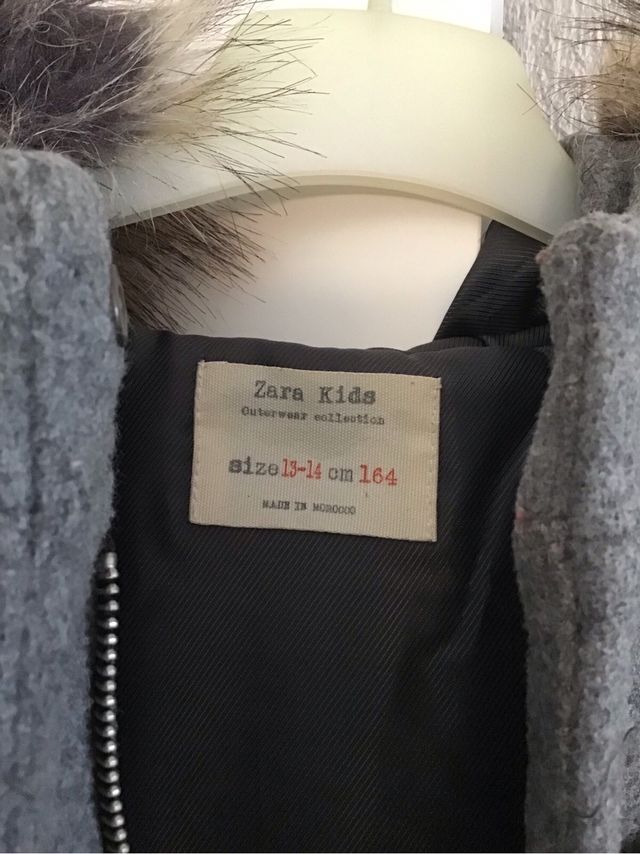 Zara Kids
Outerwear collection
size 13-14 cm 164
MADE IN MOROCCO